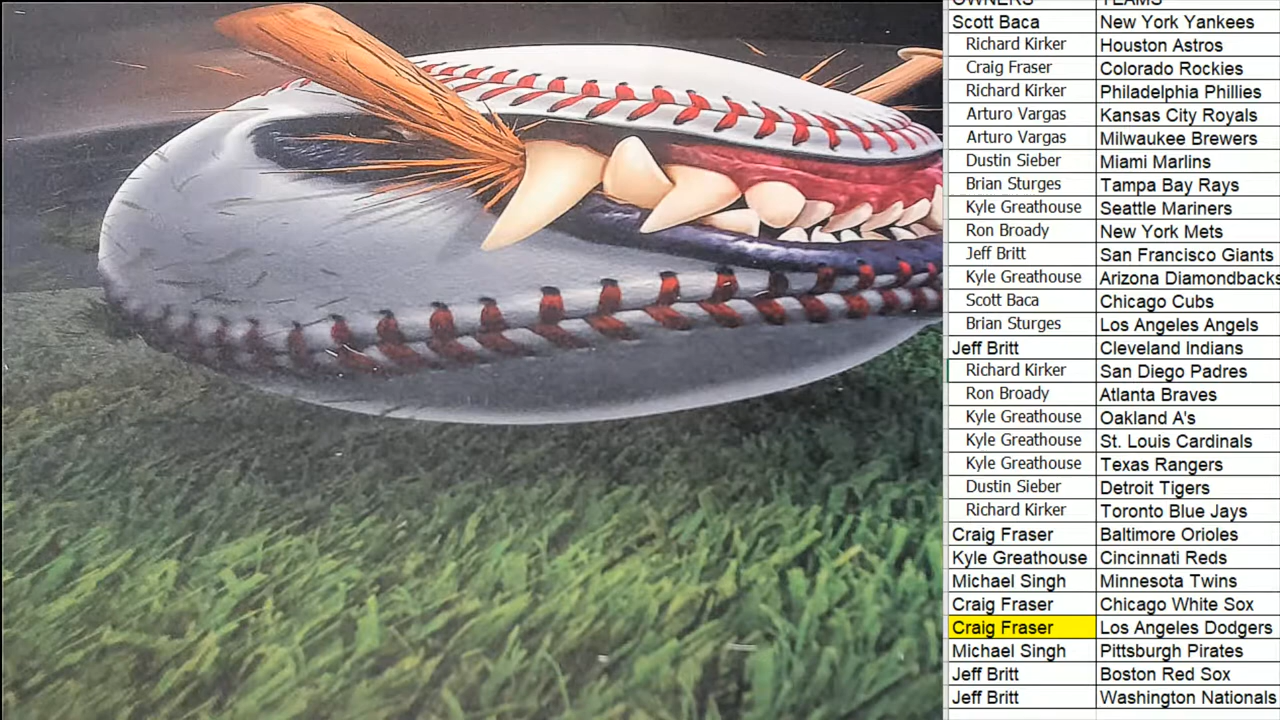 OWNERS TEAMS
Scott Baca New York Yankees
Richard Kirker Houston Astros
Craig Fraser Colorado Rockies
Richard Kirker Philadelphia Phillies
Arturo Vargas Kansas City Royals
Arturo Vargas Milwaukee Brewers
Dustin Sieber Miami Marlins
Brian Sturges Tampa Bay Rays
Kyle Greathouse Seattle Mariners
Ron Broady New York Mets
Jeff Britt San Francisco Giants
Kyle Greathouse Arizona Diamondbacks
Scott Baca Chicago Cubs
Brian Sturges Los Angeles Angels
Jeff Britt Cleveland Indians
Richard Kirker San Diego Padres
Ron Broady Atlanta Braves
Kyle Greathouse Oakland A's
Kyle Greathouse St. Louis Cardinals
Kyle Greathouse Texas Rangers
Dustin Sieber Detroit Tigers
Richard Kirker Toronto Blue Jays
Craig Fraser Baltimore Orioles
Kyle Greathouse Cincinnati Reds
Michael Singh Minnesota Twins
Craig Fraser Chicago White Sox
Craig Fraser Los Angeles Dodgers
Michael Singh Pittsburgh Pirates
Jeff Britt Boston Red Sox
Jeff Britt Washington Nationals